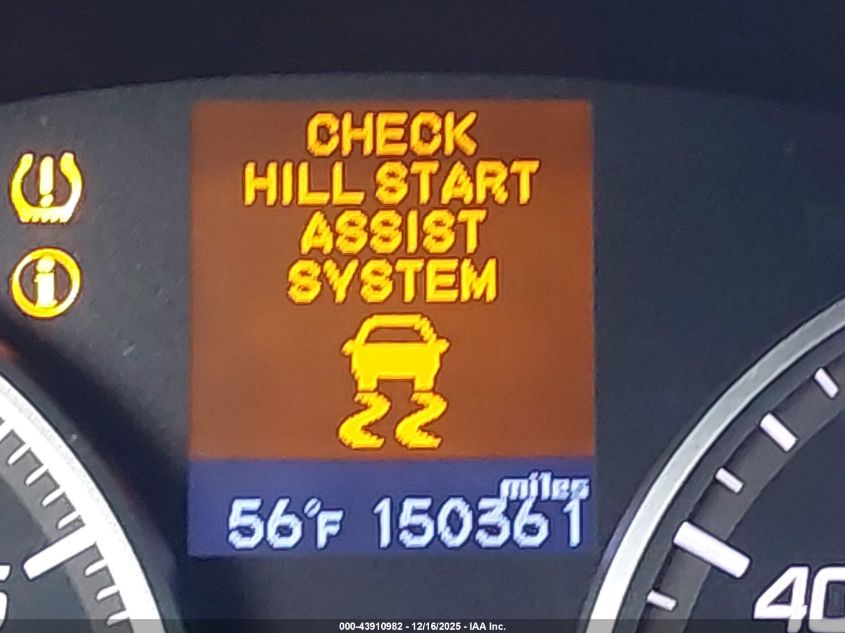 CHECK
HILL START
ASSIST
SYSTEM
miles
56°F 150361
40
000-43910982 - 12/16/2025 - IAA Inc.